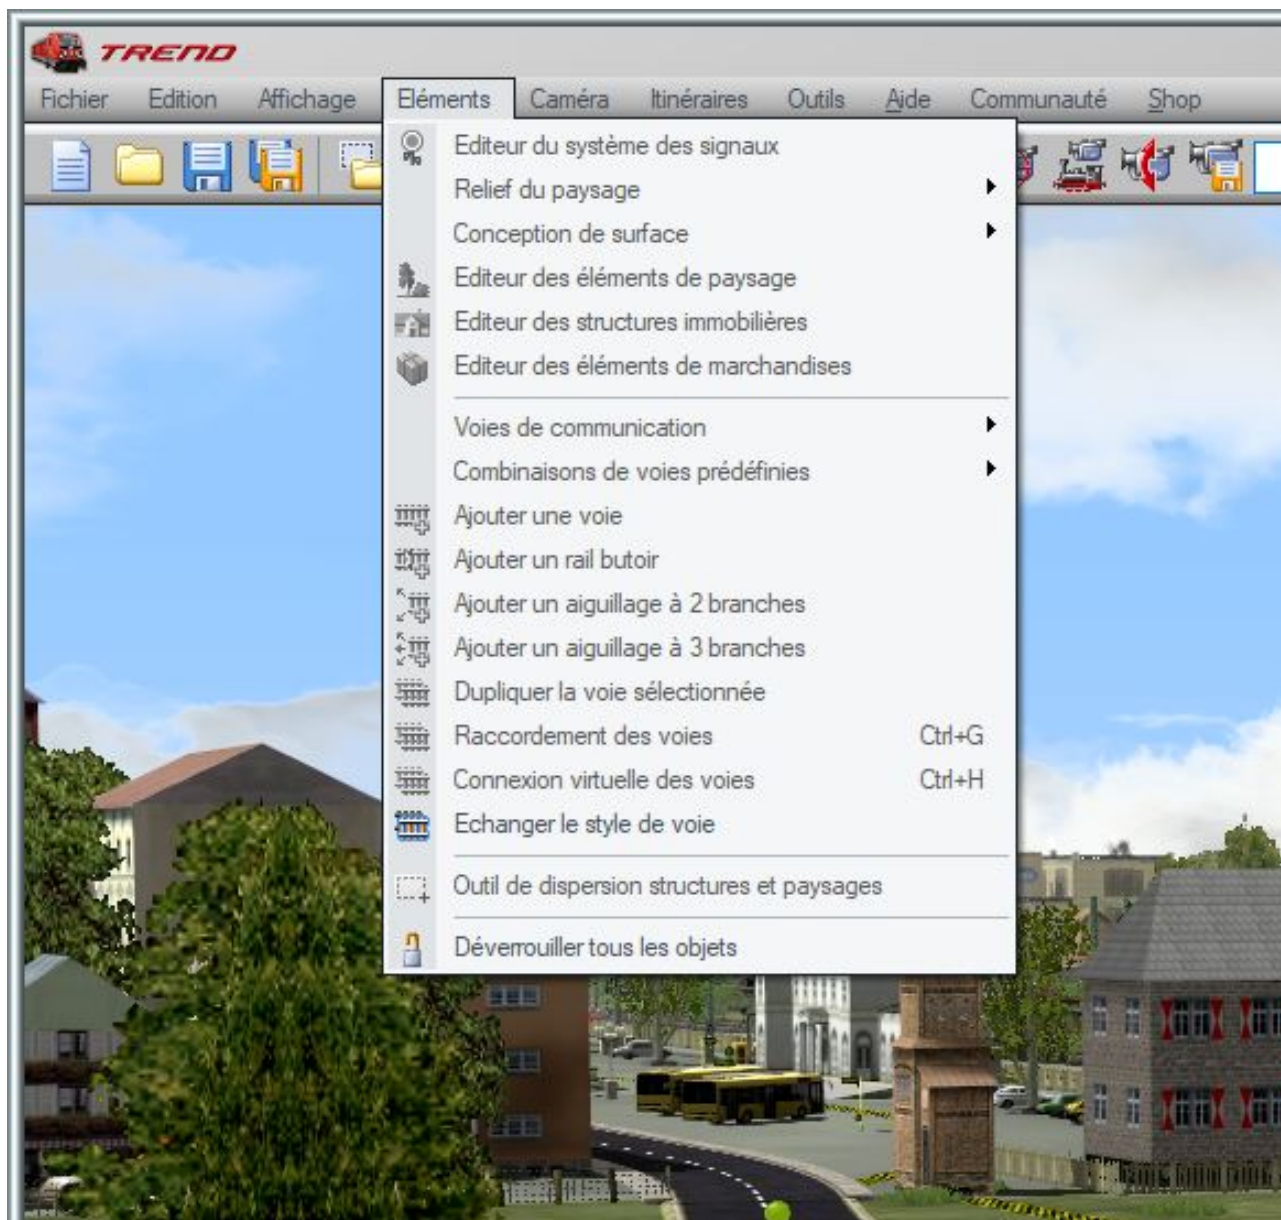 TREND
Fichier Edition Affichage Eléments Caméra Itinéraires Outils Aide Communauté Shop
Editeur du système des signaux
Relief du paysage
Conception de surface
Editeur des éléments de paysage
Editeur des structures immobilières
Editeur des éléments de marchandises
Voies de communication
Combinaisons de voies prédéfinies
Ajouter une voie
Ajouter un rail butoir
Ajouter un aiguillage à 2 branches
Ajouter un aiguillage à 3 branches
Dupliquer la voie sélectionnée
Raccordement des voies Ctrl+G
Connexion virtuelle des voies Ctrl+H
Echanger le style de voie
Outil de dispersion structures et paysages
Déverrouiller tous les objets